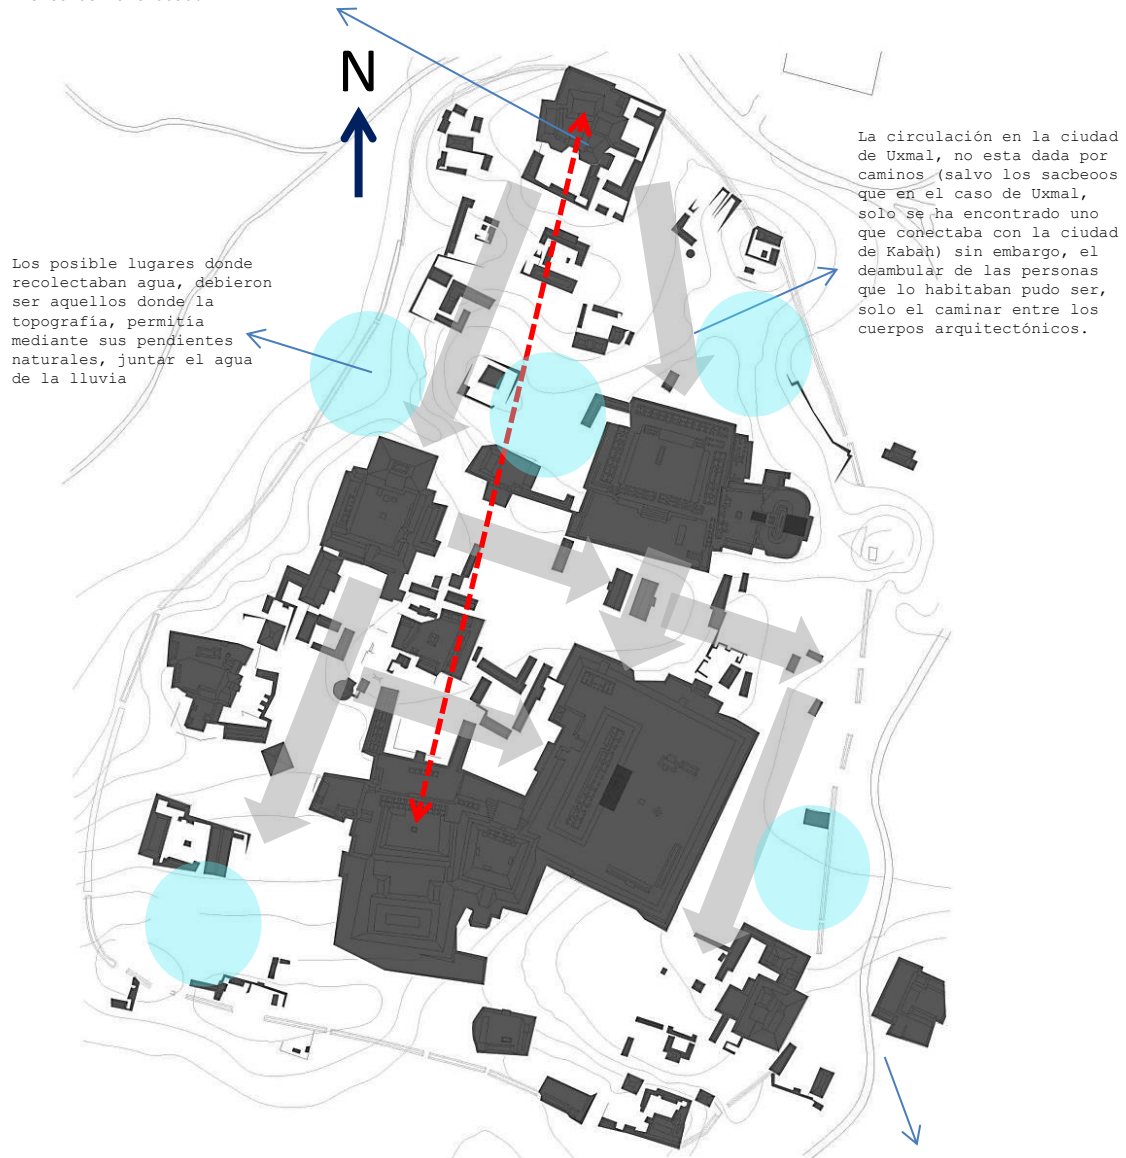 N
La circulación en la ciudad
de Uxmal, no esta dada por
caminos (salvo los sacbeoos
que en el caso de Uxmal,
solo se ha encontrado uno
que conectaba con la ciudad
de Kabah) sin embargo, el
deambular de las personas
que lo habitaban pudo ser,
solo el caminar entre los
cuerpos arquitectónicos.
Los posible lugares donde
recolectaban agua, debieron
ser aquellos donde la
topografía, permitía
mediante sus pendientes
naturales, juntar el agua
de la lluvia